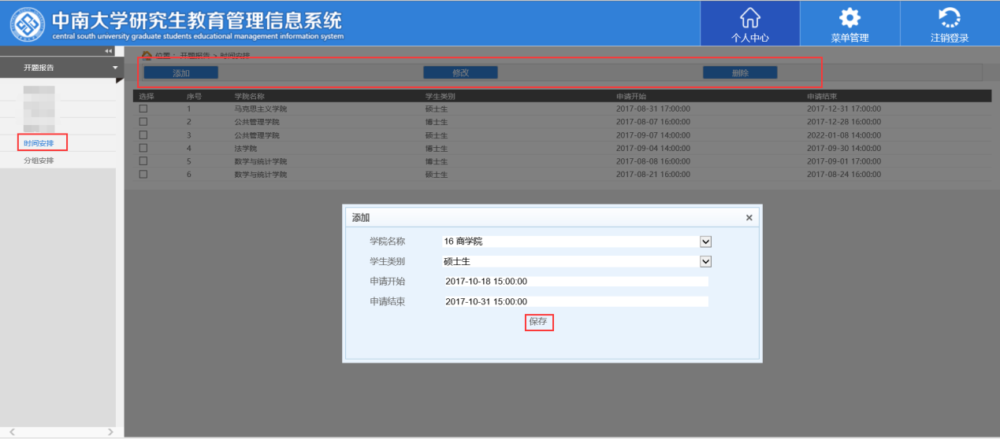 中南大学研究生教育管理信息系统
central south university graduate students educational management information system
个人中心 菜单管理 注销登录
开题报告
时间安排
分组安排
位置： 开题报告 > 时间安排
添加 修改 删除
选择 序号 学院名称 学生类别 申请开始 申请结束
1 马克思主义学院 硕士生 2017-08-31 17:00:00 2017-12-31 17:00:00
2 公共管理学院 博士生 2017-08-07 16:00:00 2017-12-28 16:00:00
3 公共管理学院 硕士生 2017-09-07 14:00:00 2022-01-08 14:00:00
4 法学院 博士生 2017-09-04 14:00:00 2017-09-30 14:00:00
5 数学与统计学院 博士生 2017-08-08 16:00:00 2017-09-01 17:00:00
6 数学与统计学院 硕士生 2017-08-21 16:00:00 2017-08-24 16:00:00
添加
学院名称 16 商学院
学生类别 硕士生
申请开始 2017-10-18 15:00:00
申请结束 2017-10-31 15:00:00
保存